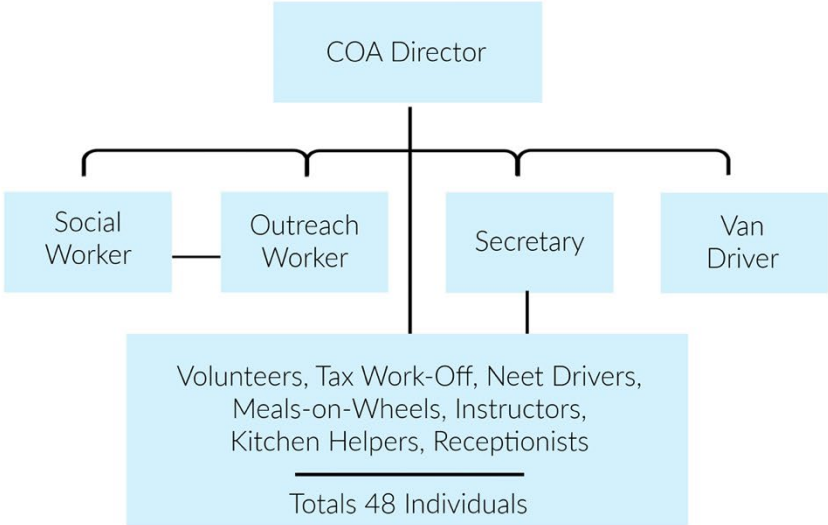 COA Director
Social
Worker
Outreach
Worker
Secretary
Van
Driver
Volunteers, Tax Work-Off, Neet Drivers,
Meals-on-Wheels, Instructors,
Kitchen Helpers, Receptionists
Totals 48 Individuals